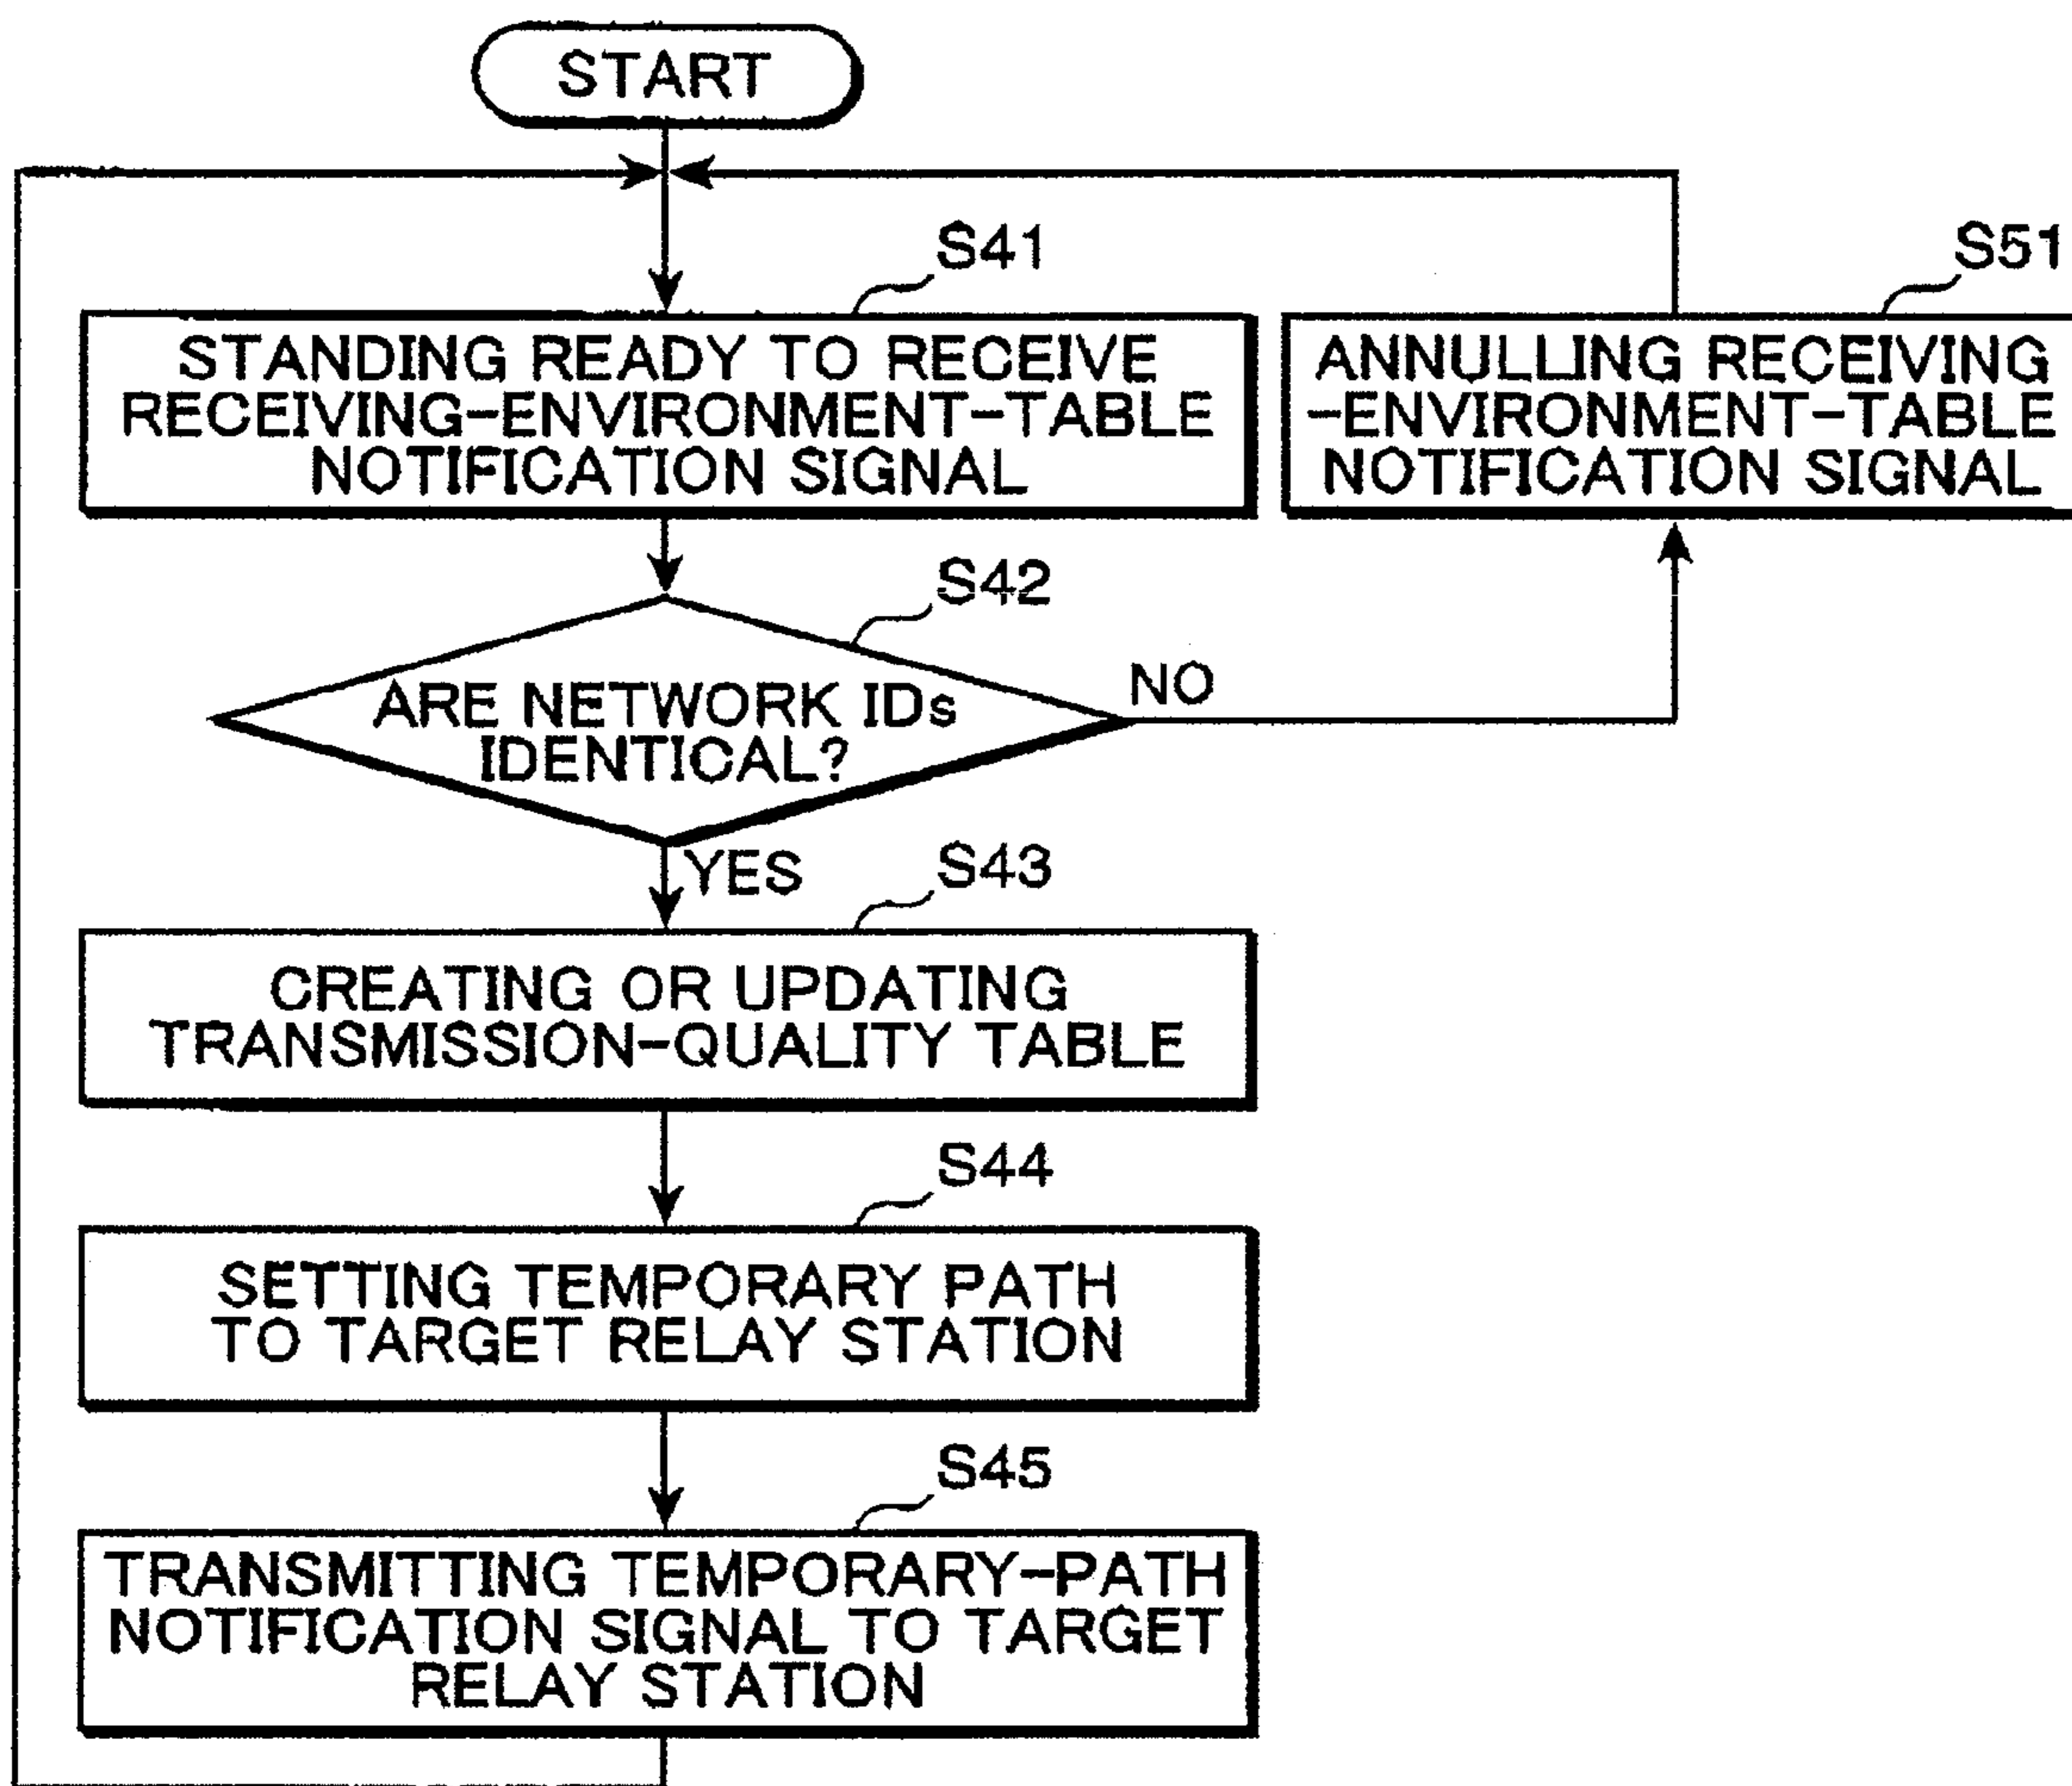 START
S41
STANDING READY TO RECEIVE
RECEIVING-ENVIRONMENT-TABLE
NOTIFICATION SIGNAL
S51
ANNULLING RECEIVING
-ENVIRONMENT-TABLE
NOTIFICATION SIGNAL
S42
ARE NETWORK IDs
IDENTICAL?
NO
YES
S43
CREATING OR UPDATING
TRANSMISSION-QUALITY TABLE
S44
SETTING TEMPORARY PATH
TO TARGET RELAY STATION
S45
TRANSMITTING TEMPORARY-PATH
NOTIFICATION SIGNAL TO TARGET
RELAY STATION